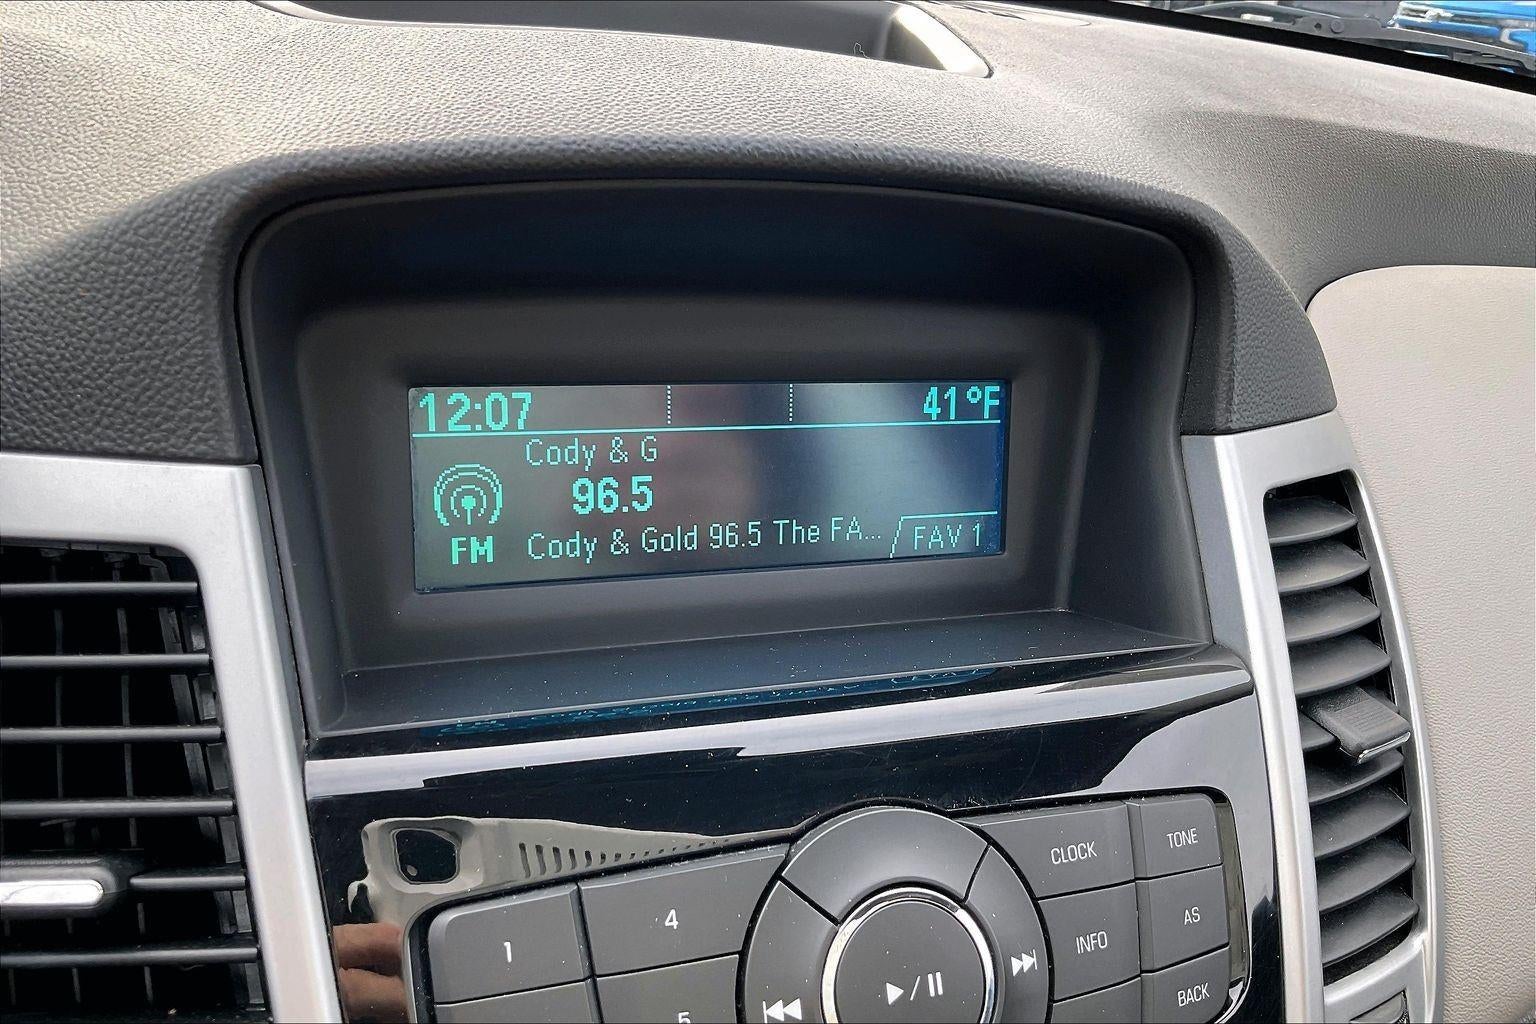 12:07 41°F
Cody & G
96.5
FM Cody & Gold 96.5 The FA... FAV 1
CLOCK TONE
1 4 INFO AS
5 BACK